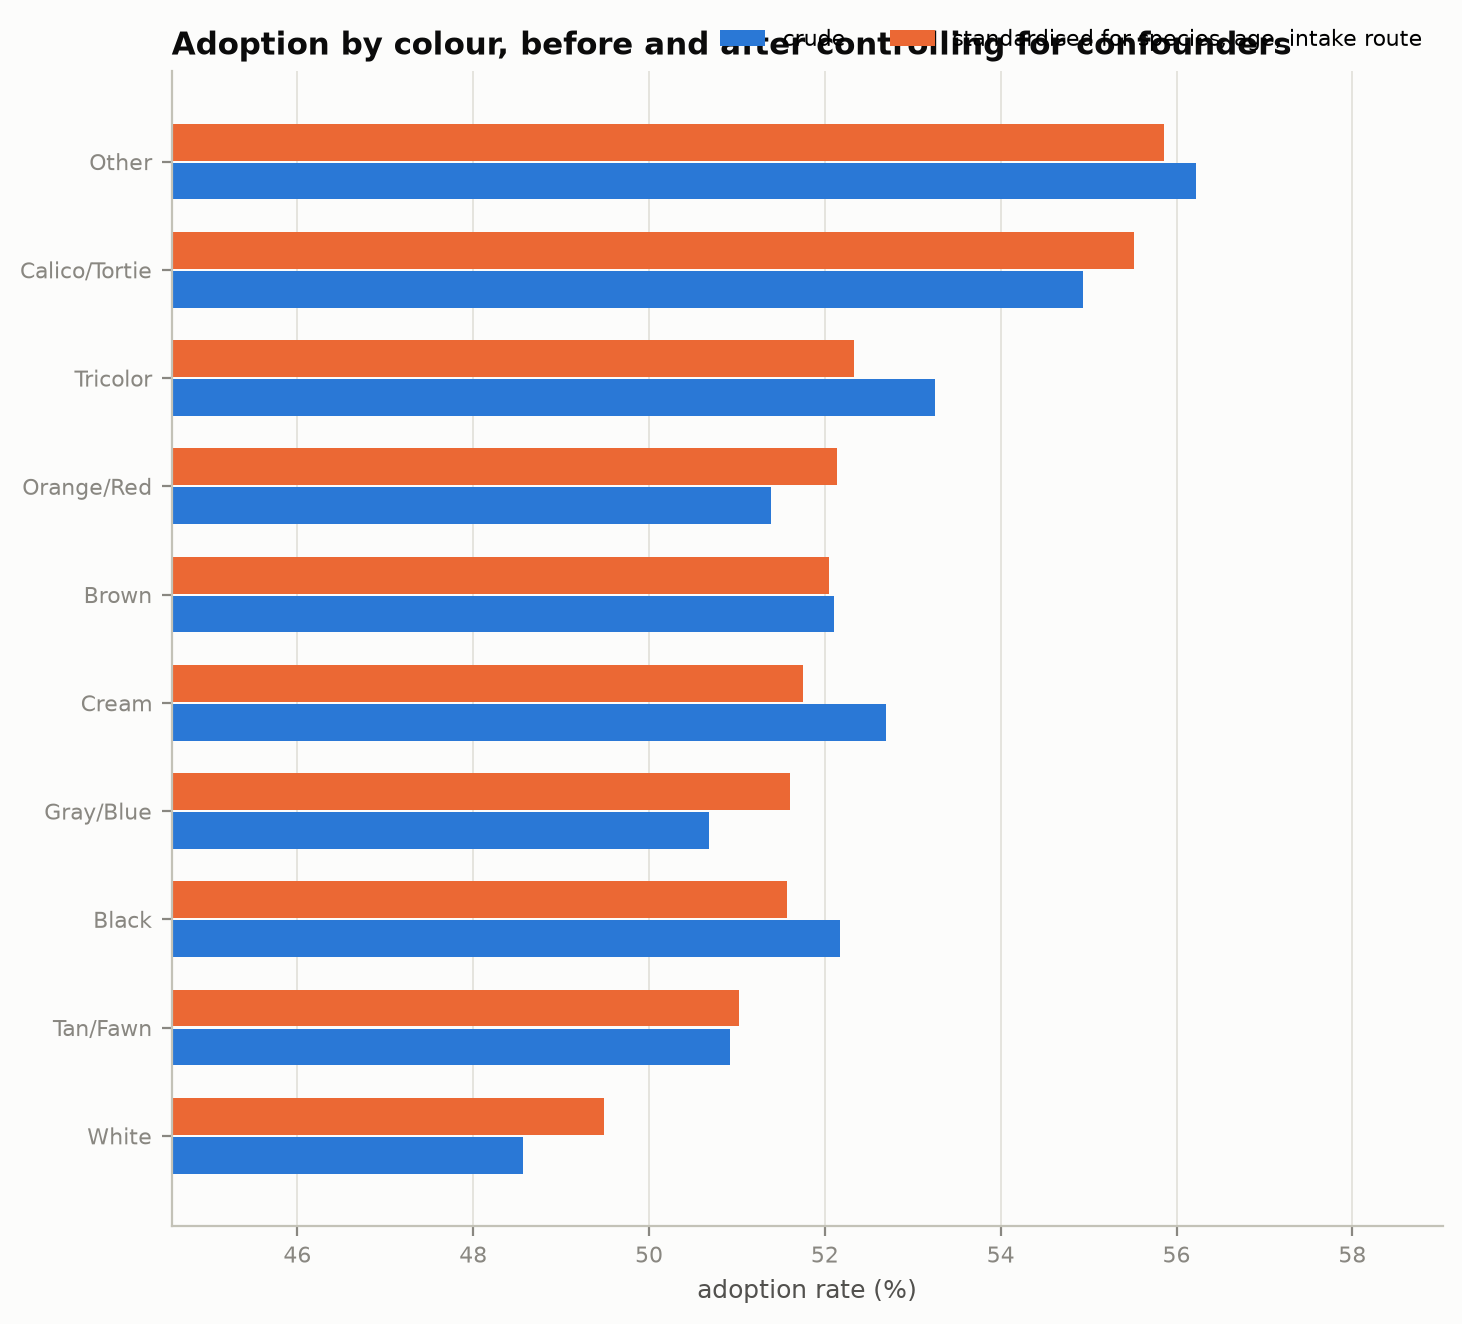 Adoption by colour, before and after controlling for confounders
crude
standardised for species, age, intake route
Other
Calico/Tortie
Tricolor
Orange/Red
Brown
Cream
Gray/Blue
Black
Tan/Fawn
White
46 48 50 52 54 56 58
adoption rate (%)